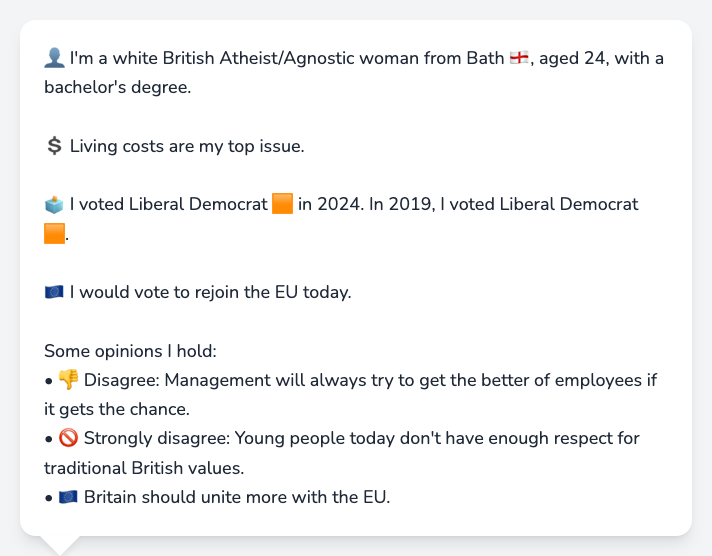 👤 I'm a white British Atheist/Agnostic woman from Bath 🏴󠁧󠁢󠁥󠁮󠁧󠁿, aged 24, with a
bachelor's degree.
💲 Living costs are my top issue.
🗳️ I voted Liberal Democrat 🟧 in 2024. In 2019, I voted Liberal Democrat
🟧.
🇪🇺 I would vote to rejoin the EU today.
Some opinions I hold:
• 👎 Disagree: Management will always try to get the better of employees if
it gets the chance.
• 🚫 Strongly disagree: Young people today don't have enough respect for
traditional British values.
• 🇪🇺 Britain should unite more with the EU.